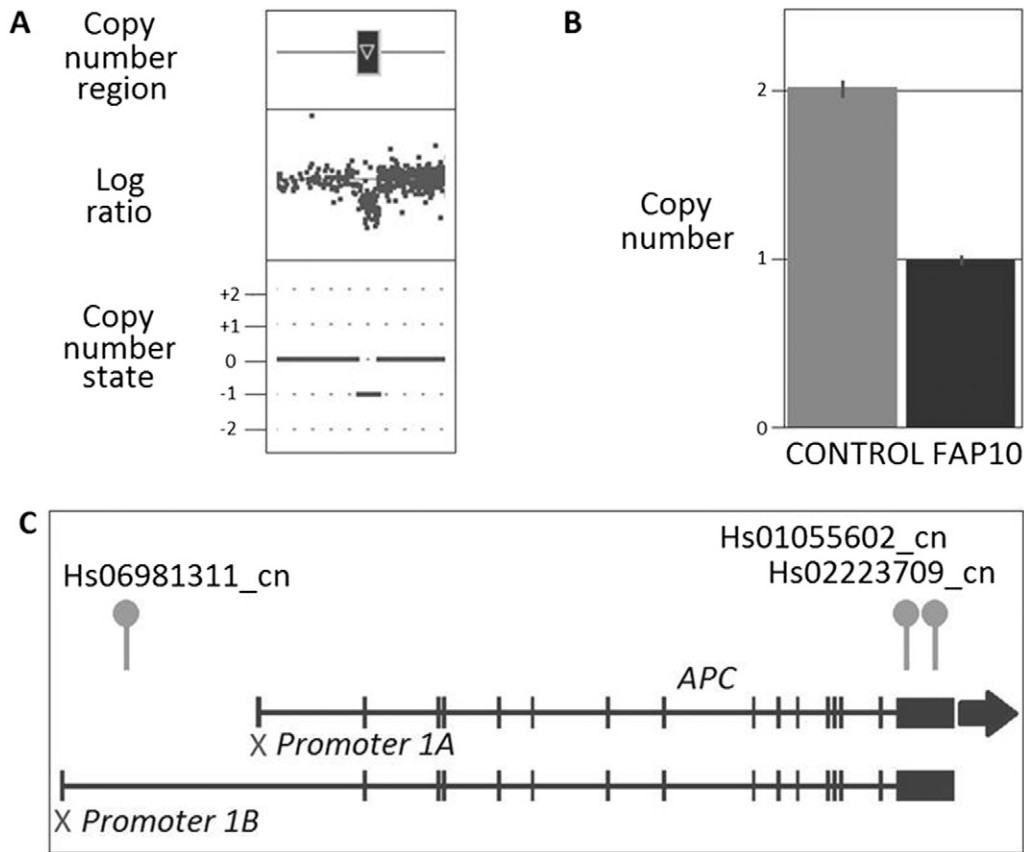 A
Copy
number
region
Log
ratio
Copy
number
state
+2
+1
0
-1
-2
B
Copy
number
2
1
0
CONTROL FAP10
C
Hs06981311_cn
Hs01055602_cn
Hs02223709_cn
APC
X Promoter 1A
X Promoter 1B